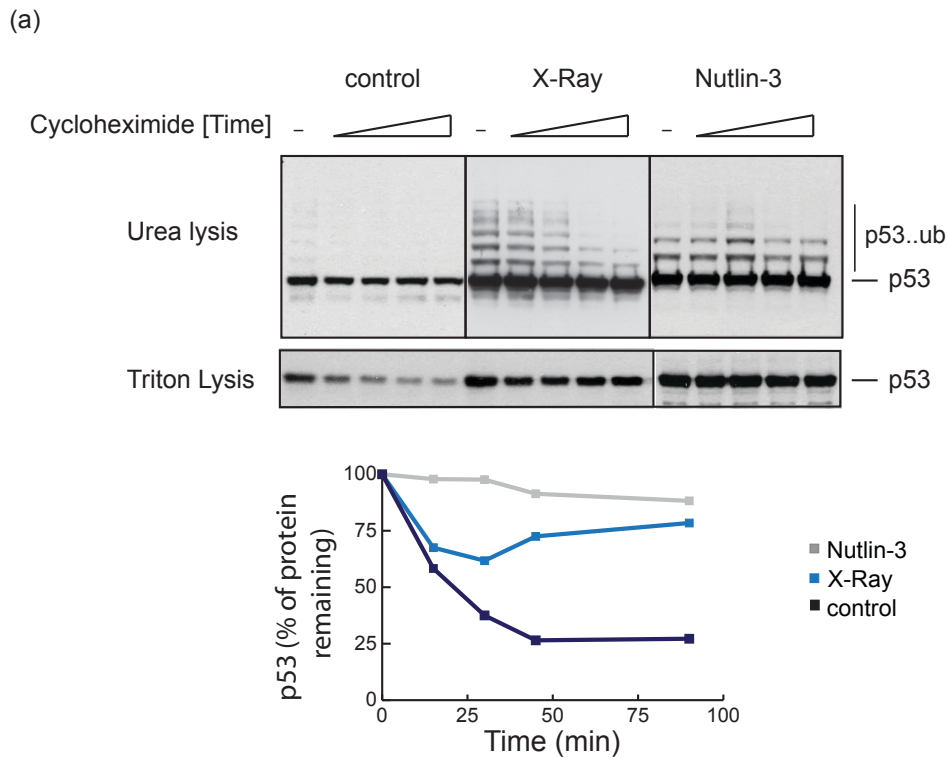 (a)
control X-Ray Nutlin-3
Cycloheximide [Time] – – –
Urea lysis
p53..ub
p53
Triton Lysis
p53
100
75
50
25
0
p53 (% of protein
remaining)
0 25 50 75 100
Time (min)
Nutlin-3
X-Ray
control